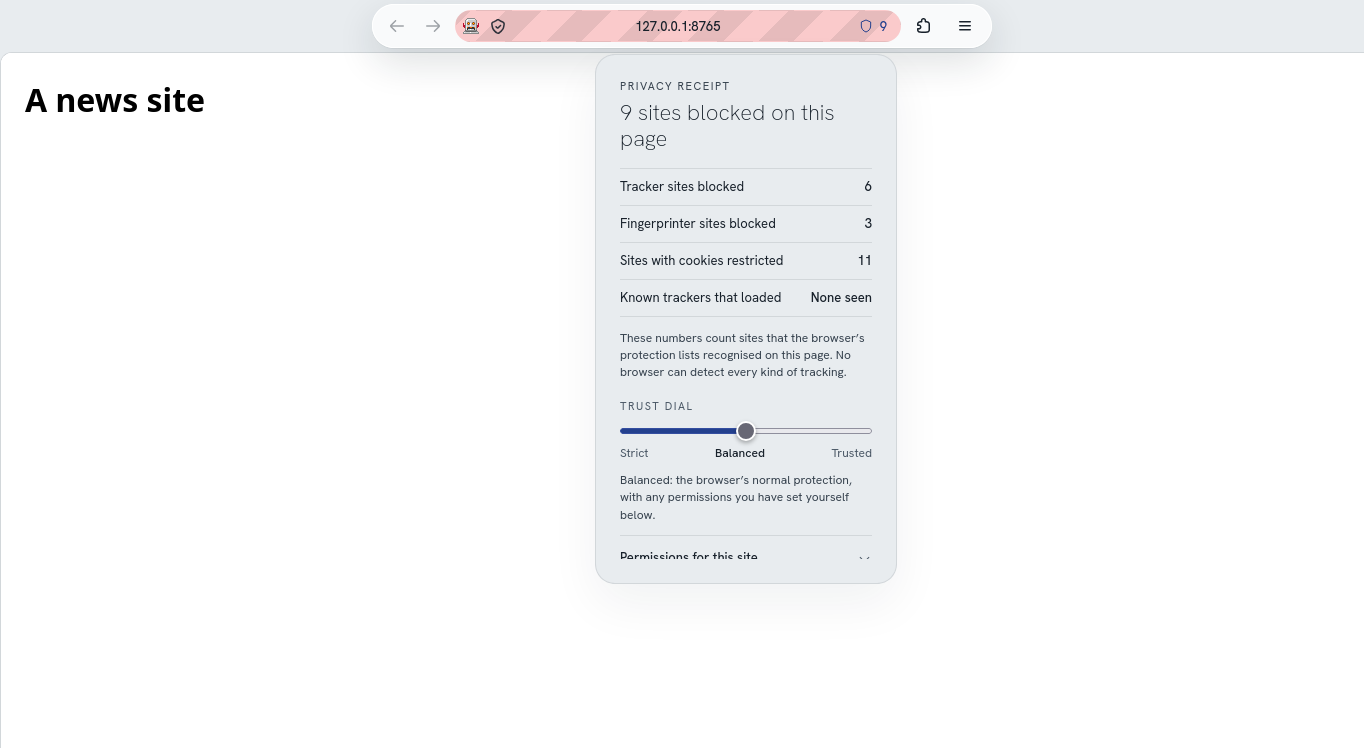 127.0.0.1:8765
9
A news site
PRIVACY RECEIPT
9 sites blocked on this
page
Tracker sites blocked 6
Fingerprinter sites blocked 3
Sites with cookies restricted 11
Known trackers that loaded None seen
These numbers count sites that the browser’s
protection lists recognised on this page. No
browser can detect every kind of tracking.
TRUST DIAL
Strict Balanced Trusted
Balanced: the browser’s normal protection,
with any permissions you have set yourself
below.
Permissions for this site